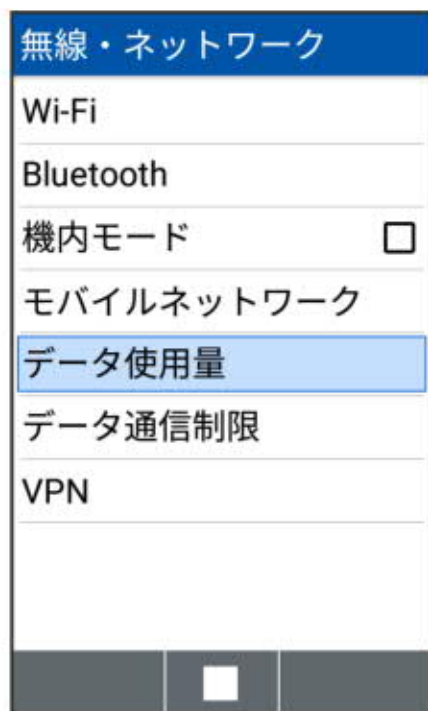 無線・ネットワーク
Wi-Fi
Bluetooth
機内モード
モバイルネットワーク
データ使用量
データ通信制限
VPN